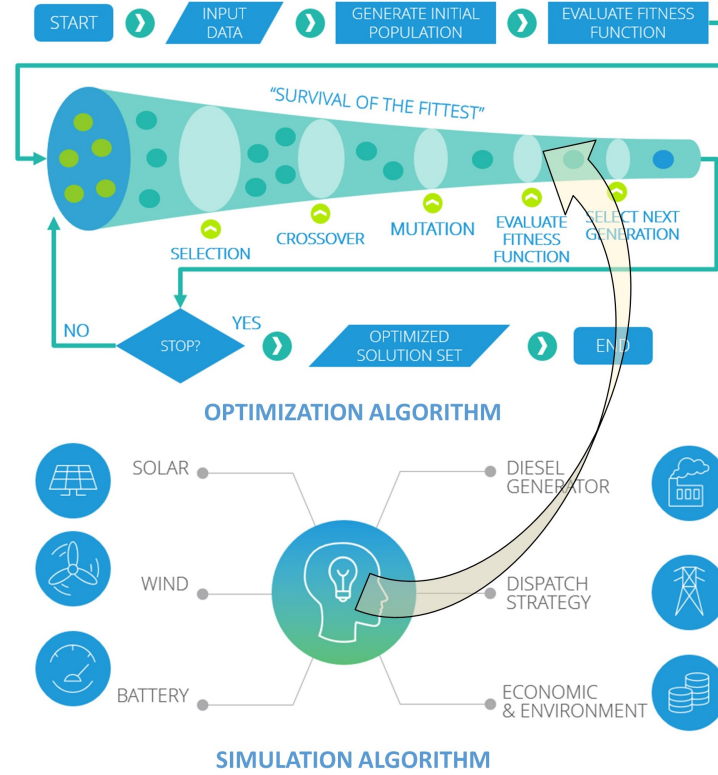 START
INPUT
DATA
GENERATE INITIAL
POPULATION
EVALUATE FITNESS
FUNCTION
"SURVIVAL OF THE FITTEST"
SELECTION
CROSSOVER
MUTATION
EVALUATE
FITNESS
FUNCTION
SELECT NEXT
GENERATION
NO
STOP?
YES
OPTIMIZED
SOLUTION SET
END
OPTIMIZATION ALGORITHM
SOLAR
DIESEL
GENERATOR
WIND
DISPATCH
STRATEGY
BATTERY
ECONOMIC
& ENVIRONMENT
SIMULATION ALGORITHM